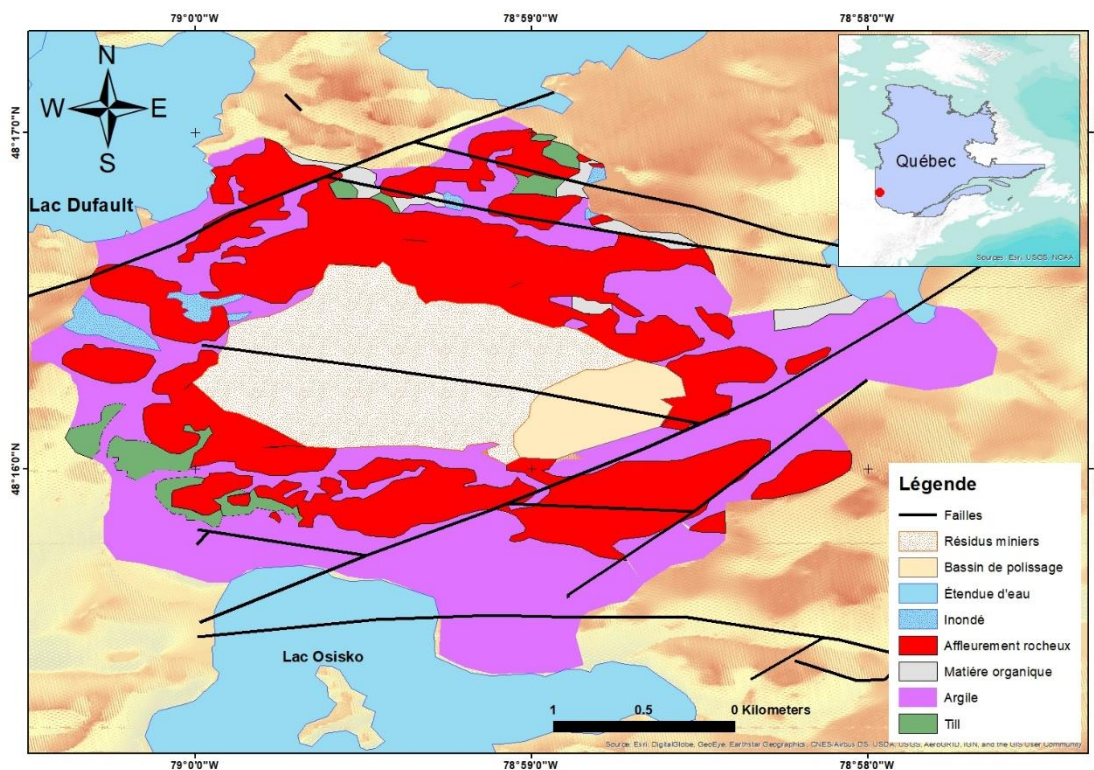 79°0'0"W
78°59'0"W
78°58'0"W
N
W
E
S
48°17'0"N
48°16'0"N
Lac Dufault
Québec
Sources: Esri, USGS, NOAA
Lac Osisko
1
0.5
0 Kilometers
Légende
Failles
Résidus miniers
Bassin de polissage
Étendue d'eau
Inondé
Affleurement rocheux
Matiére organique
Argile
Till
Source: Esri, DigitalGlobe, GeoEye, Earthstar Geographics, CNES/Airbus DS, USDA, USGS, AeroGRID, IGN, and the GIS User Community
79°0'0"W
78°59'0"W
78°58'0"W